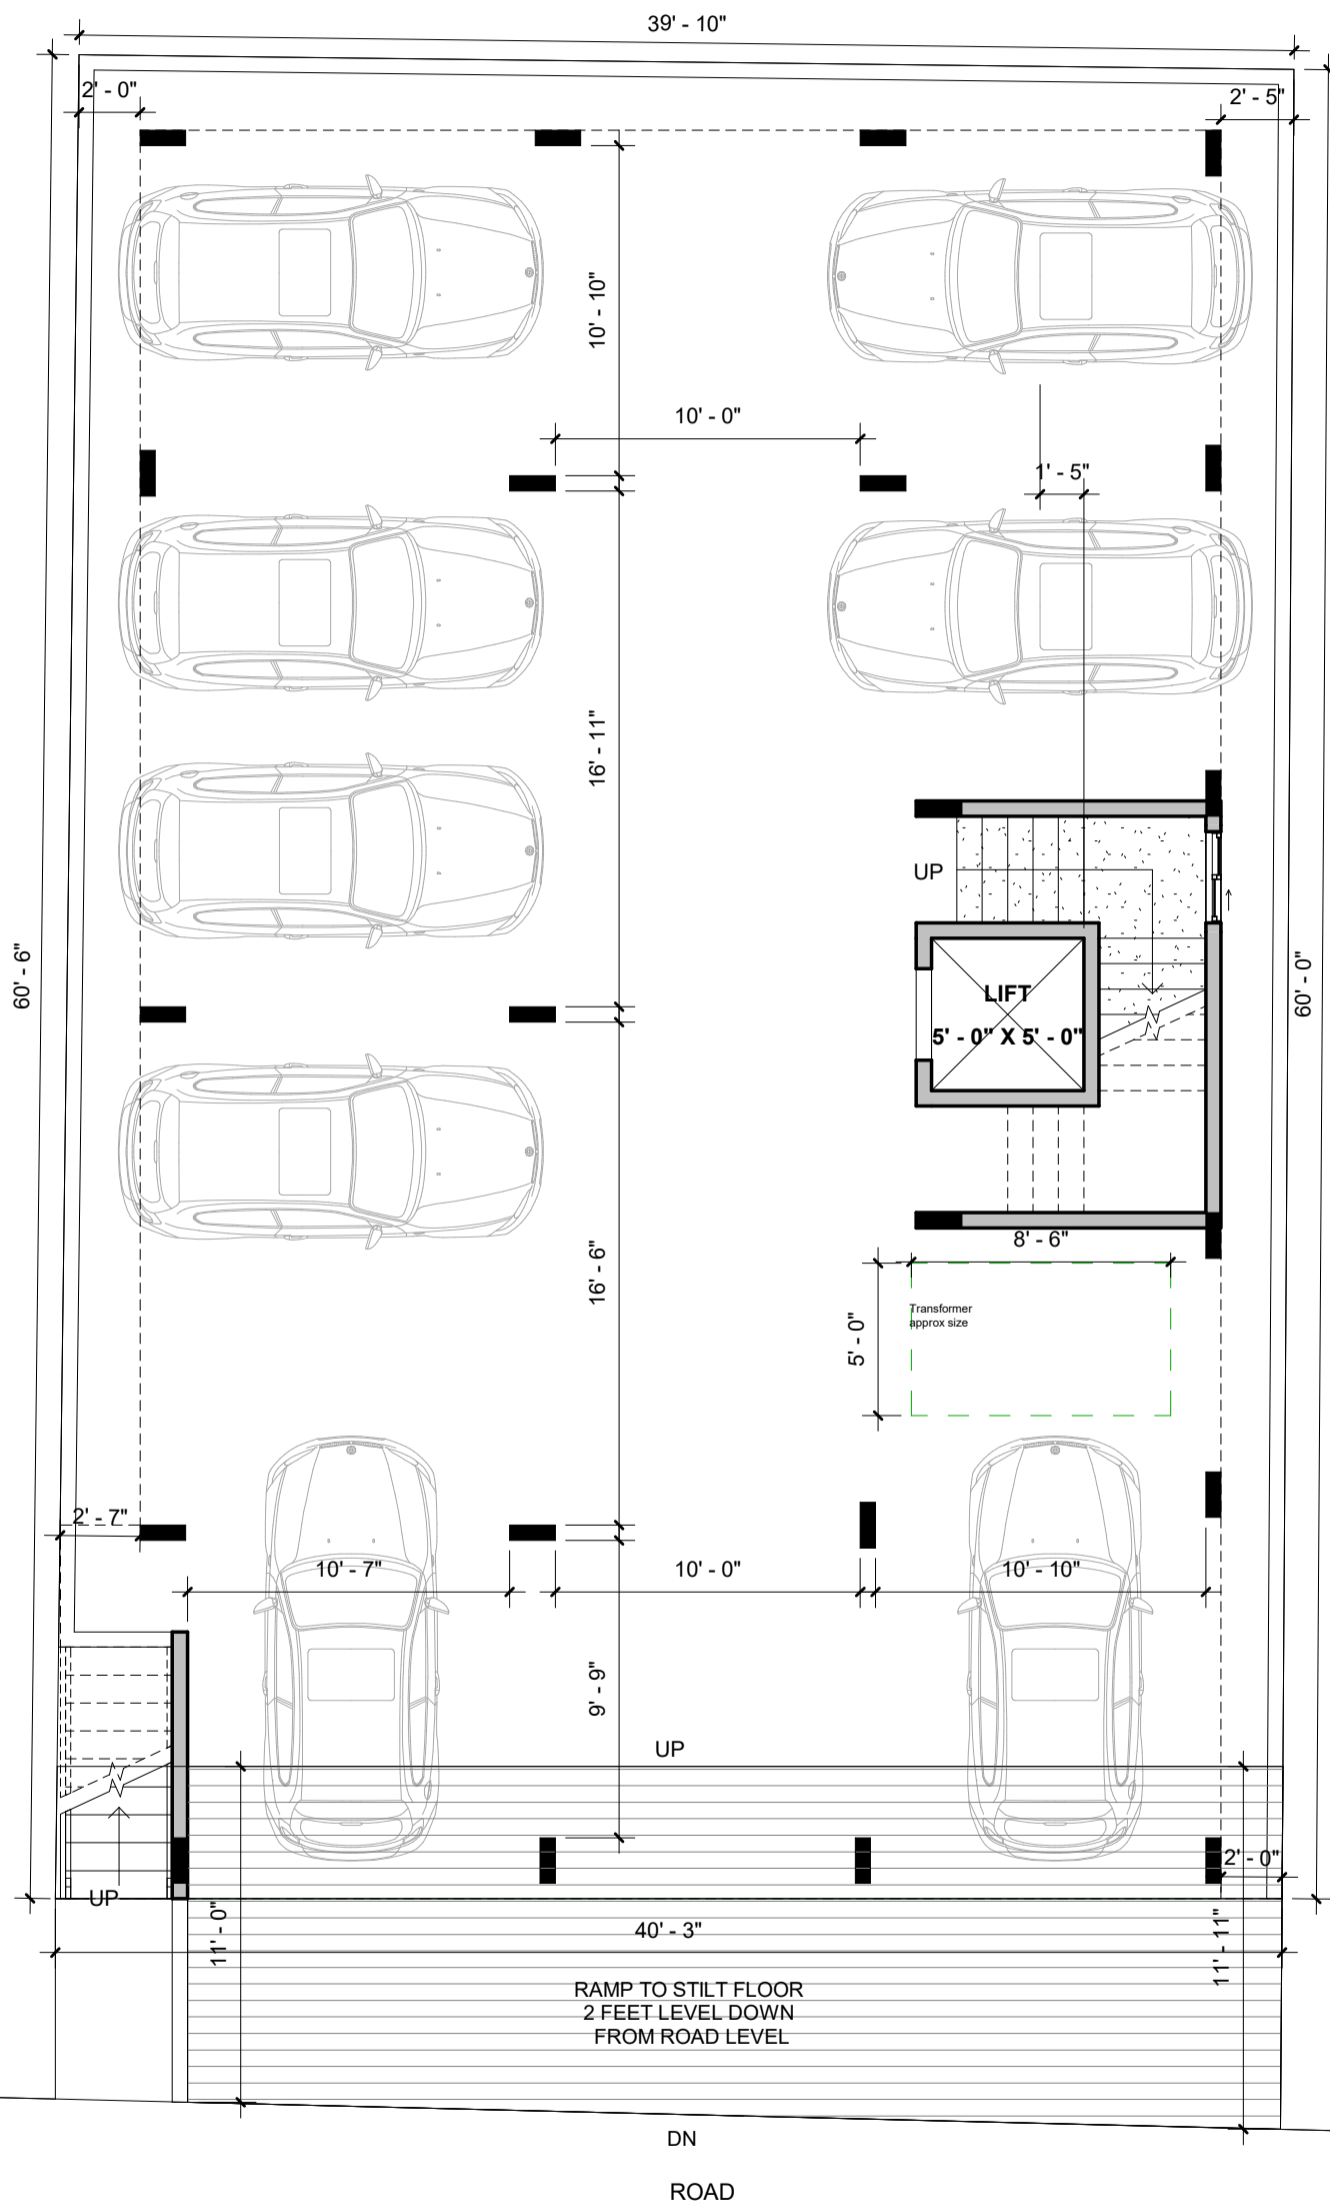 39' - 10"
2' - 0"
2' - 5"
10' - 10"
10' - 0"
1' - 5"
16' - 11"
UP
60' - 6"
60' - 0"
LIFT
5' - 0" X 5' - 0"
8' - 6"
16' - 6"
Transformer
approx size
5' - 0"
2' - 7"
10' - 7"
10' - 0"
10' - 10"
9' - 9"
UP
2' - 0"
UP
11' - 0"
40' - 3"
11' - 11"
RAMP TO STILT FLOOR
2 FEET LEVEL DOWN
FROM ROAD LEVEL
DN
ROAD